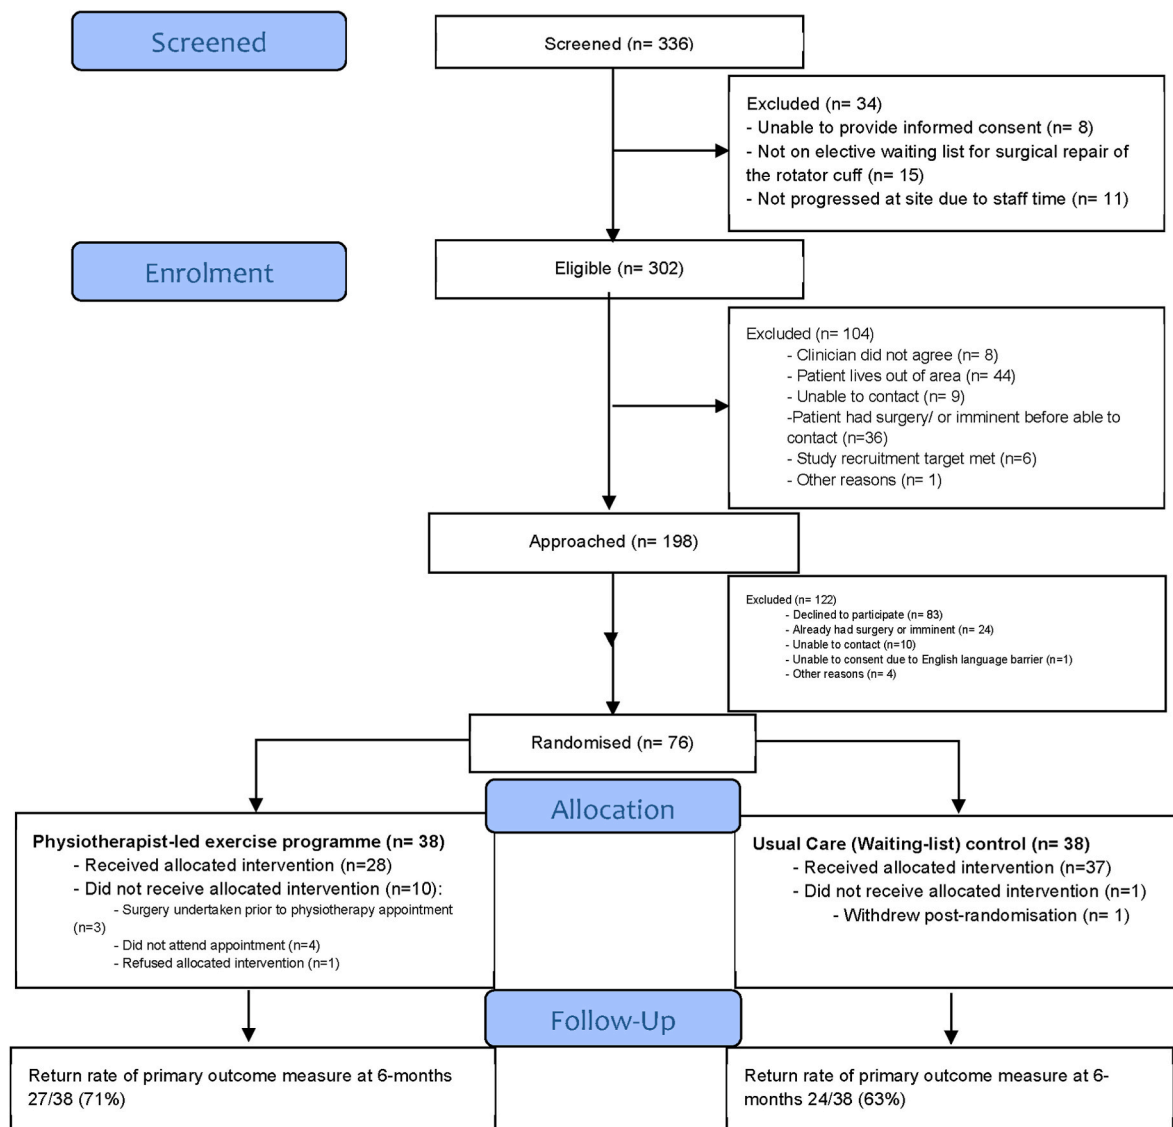 Screened
Screened (n= 336)
Excluded (n= 34)
- Unable to provide informed consent (n= 8)
- Not on elective waiting list for surgical repair of
the rotator cuff (n= 15)
- Not progressed at site due to staff time (n= 11)
Enrolment
Eligible (n= 302)
Excluded (n= 104)
- Clinician did not agree (n= 8)
- Patient lives out of area (n= 44)
- Unable to contact (n= 9)
-Patient had surgery/ or imminent before able to
contact (n=36)
- Study recruitment target met (n=6)
- Other reasons (n= 1)
Approached (n= 198)
Excluded (n= 122)
- Declined to participate (n= 83)
- Already had surgery or imminent (n= 24)
- Unable to contact (n=10)
- Unable to consent due to English language barrier (n=1)
- Other reasons (n= 4)
Randomised (n= 76)
Allocation
Physiotherapist-led exercise programme (n= 38)
- Received allocated intervention (n=28)
- Did not receive allocated intervention (n=10):
- Surgery undertaken prior to physiotherapy appointment
(n=3)
- Did not attend appointment (n=4)
- Refused allocated intervention (n=1)
Usual Care (Waiting-list) control (n= 38)
- Received allocated intervention (n=37)
- Did not receive allocated intervention (n=1)
- Withdrew post-randomisation (n= 1)
Follow-Up
Return rate of primary outcome measure at 6-months
27/38 (71%)
Return rate of primary outcome measure at 6-
months 24/38 (63%)